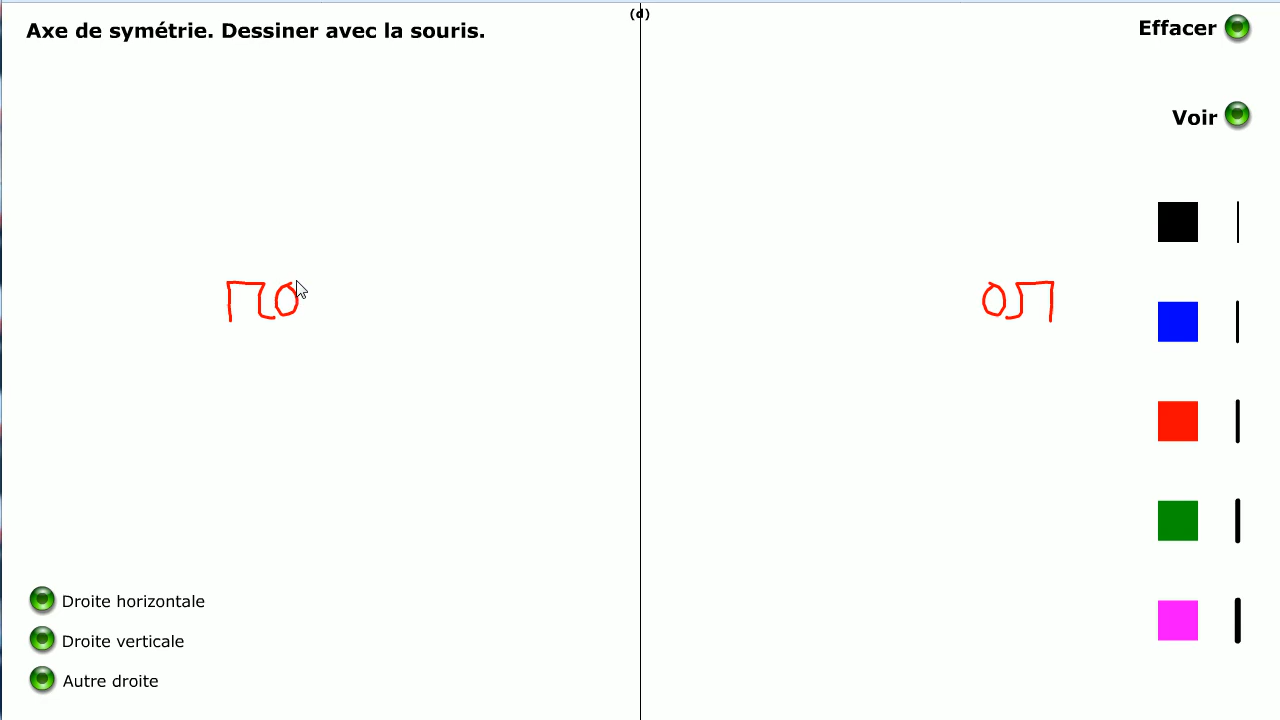 (d)
Axe de symétrie. Dessiner avec la souris.
Effacer
Voir
Droite horizontale
Droite verticale
Autre droite